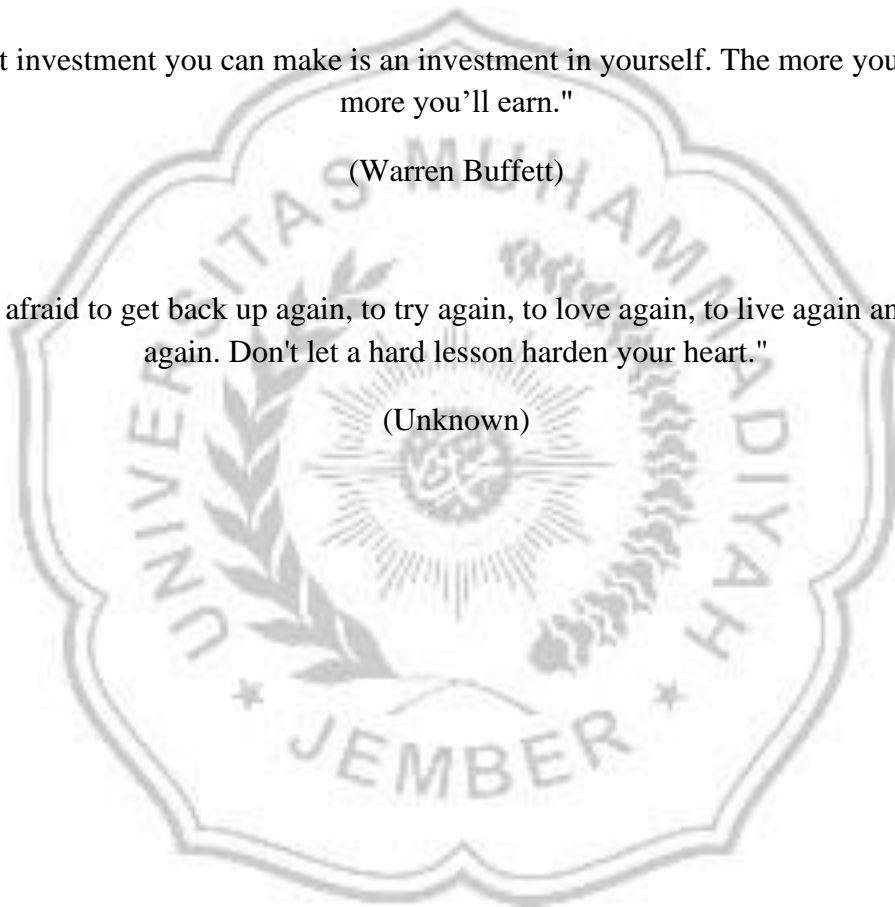 t investment you can make is an investment in yourself. The more you
more you’ll earn."
(Warren Buffett)
afraid to get back up again, to try again, to love again, to live again an
again. Don't let a hard lesson harden your heart."
(Unknown)
UNIVERSITAS MUHAMMADIYAH
JEMBER